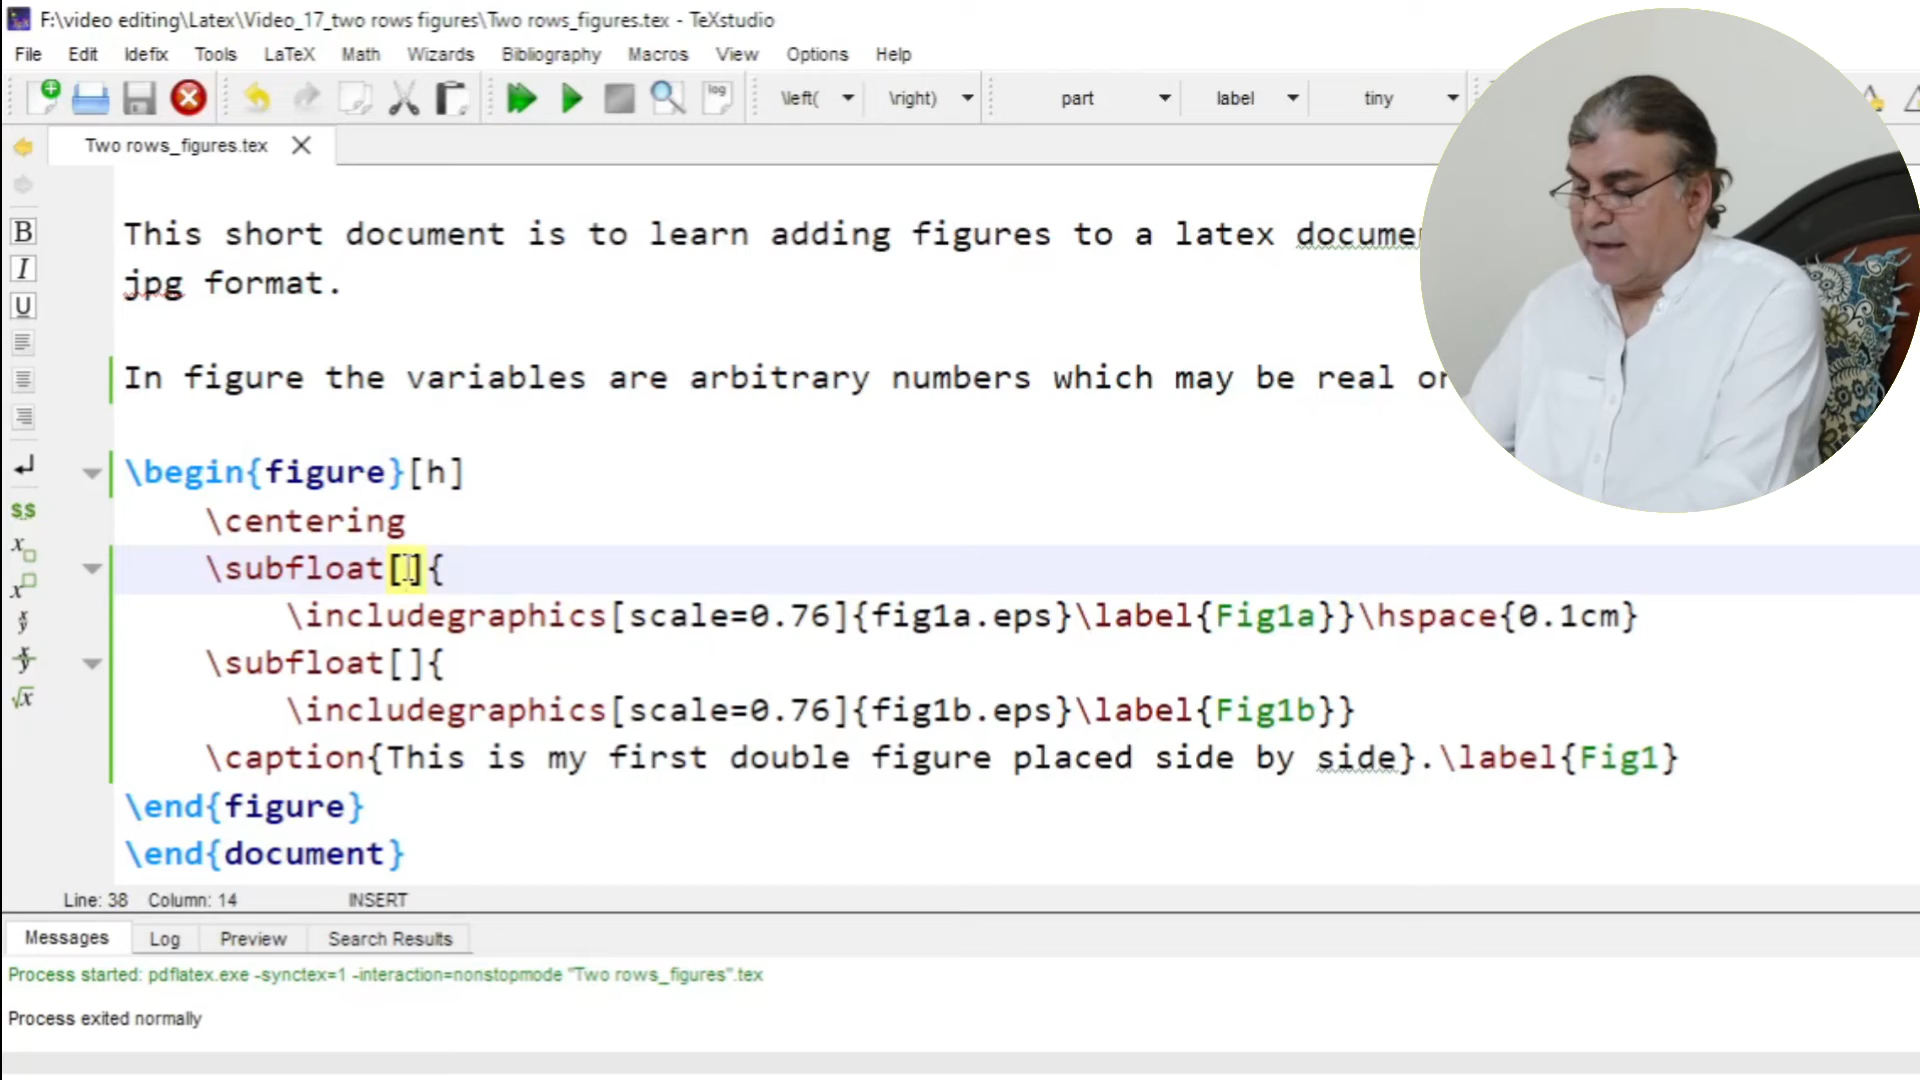 F:\video editing\Latex\Video_17_two rows figures\Two rows_figures.tex - TeXstudio
File Edit Idefix Tools LaTeX Math Wizards Bibliography Macros View Options Help
log \left( \right) part label tiny
Two rows_figures.tex
This short document is to learn adding figures to a latex
jpg format.
In figure the variables are arbitrary numbers which may be real
\begin{figure}[h]
\centering
\subfloat[]{
\includegraphics[scale=0.76]{fig1a.eps}\label{Fig1a}}\hspace{0.1cm}
\subfloat[]{
\includegraphics[scale=0.76]{fig1b.eps}\label{Fig1b}}
\caption{This is my first double figure placed side by side}.\label{Fig1}
\end{figure}
\end{document}
B
I
U
$$
x
x
x/y
x/y
√x
Line: 38 Column: 14 INSERT
Messages Log Preview Search Results
Process started: pdflatex.exe -synctex=1 -interaction=nonstopmode "Two rows_figures".tex
Process exited normally